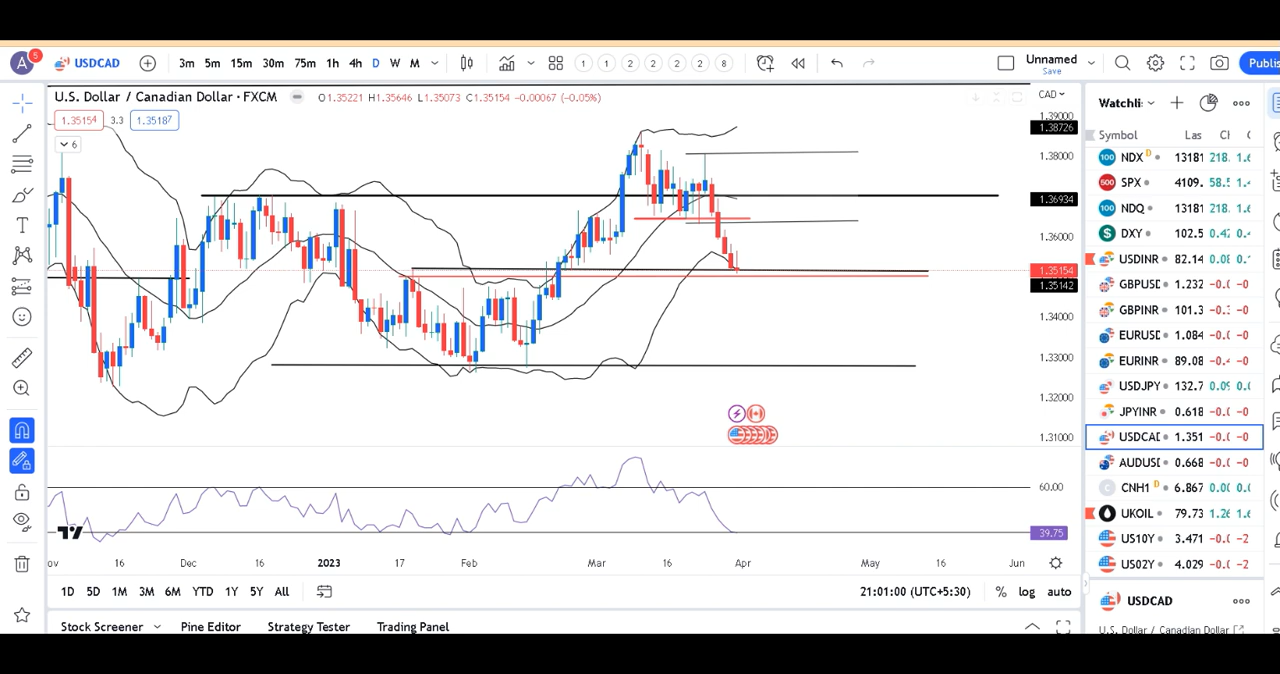 A 5 USDCAD 3m 5m 15m 30m 75m 1h 4h D W M 1 1 2 2 2 2 8 Unnamed Save Publis
U.S. Dollar / Canadian Dollar · FXCM O1.35221 H1.35646 L1.35073 C1.35154 -0.00067 (-0.05%)
CAD
1.35154 3.3 1.35187
6
1.39000
1.38726
1.38000
1.36934
1.36000
1.35154
1.35142
1.34000
1.33000
1.32000
1.31000
60.00
39.75
16 Dec 16 2023 17 Feb Mar 16 Apr May 16 Jun
1D 5D 1M 3M 6M YTD 1Y 5Y All 21:01:00 (UTC+5:30) % log auto
Stock Screener Pine Editor Strategy Tester Trading Panel
Watchli:
Symbol Las
NDX D 13181 218.
SPX 4109. 58.5
NDQ 13181 218.
DXY 102.5
USDINR 82.14
GBPUSD 1.232
GBPINR 101.3
EURUSD 1.084
EURINR 89.08
USDJPY 132.7
JPYINR 0.618
USDCAD 1.351
AUDUSD 0.668
CNH1 D 6.867
UKOIL 79.73
US10Y 3.471
US02Y 4.029
USDCAD
U.S. Dollar / Canadian Dollar